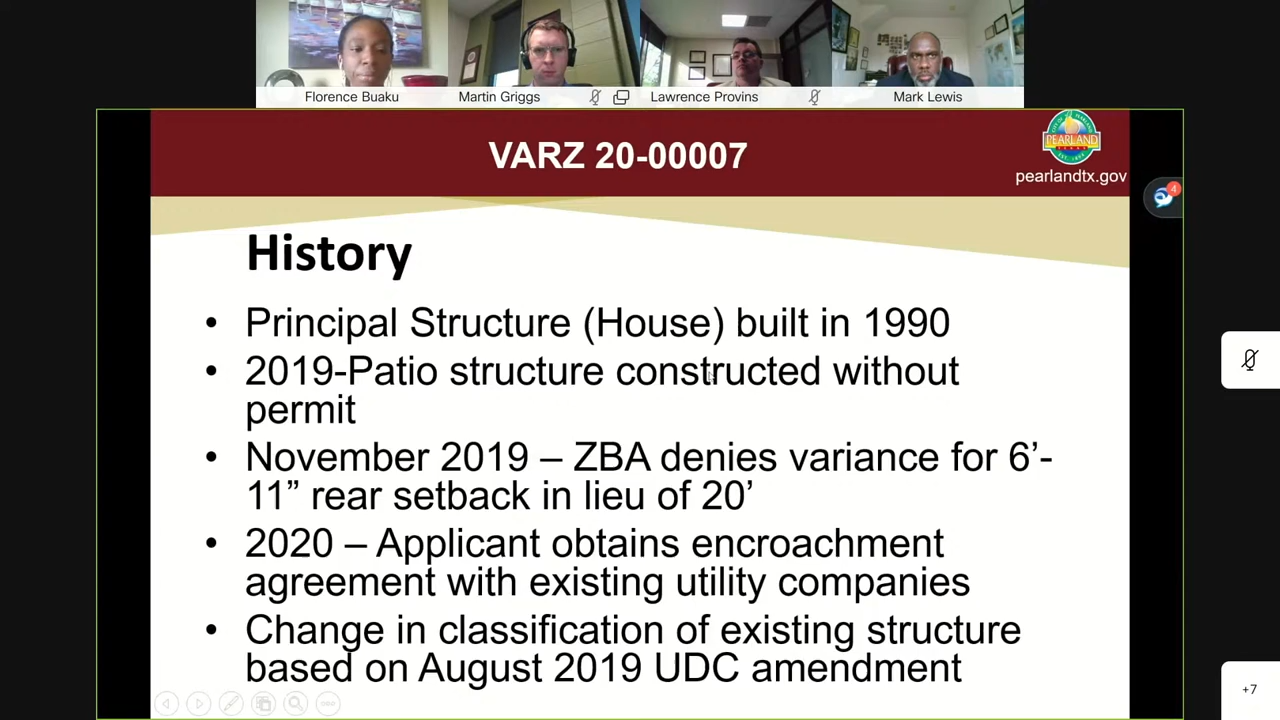 Florence Buaku
Martin Griggs
Lawrence Provins
Mark Lewis
VARZ 20-00007
PEARLAND
pearlandtx.gov
4
History
• Principal Structure (House) built in 1990
• 2019-Patio structure constructed without
permit
• November 2019 – ZBA denies variance for 6’-
11” rear setback in lieu of 20’
• 2020 – Applicant obtains encroachment
agreement with existing utility companies
• Change in classification of existing structure
based on August 2019 UDC amendment
+7